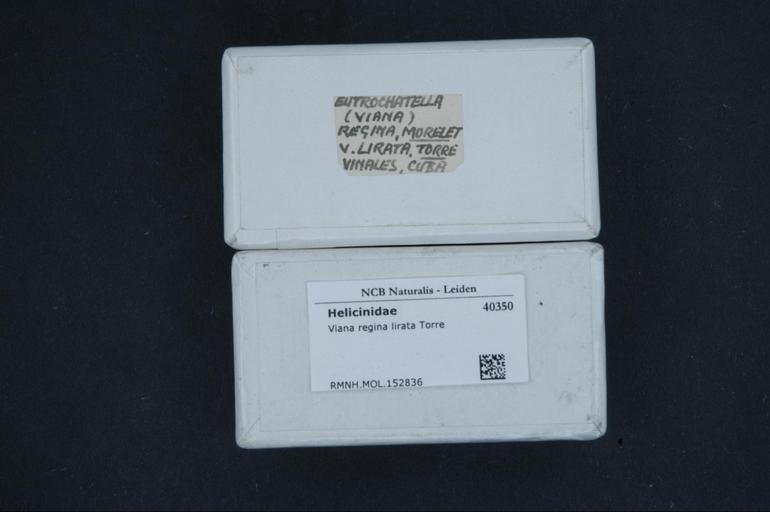 EUTROCHATELLA
(VIANA)
REGINA, MORELET
V. LIRATA, TORRE
VINALES, CUBA
NCB Naturalis - Leiden
Helicinidae 40350
Viana regina lirata Torre
RMNH.MOL.152836